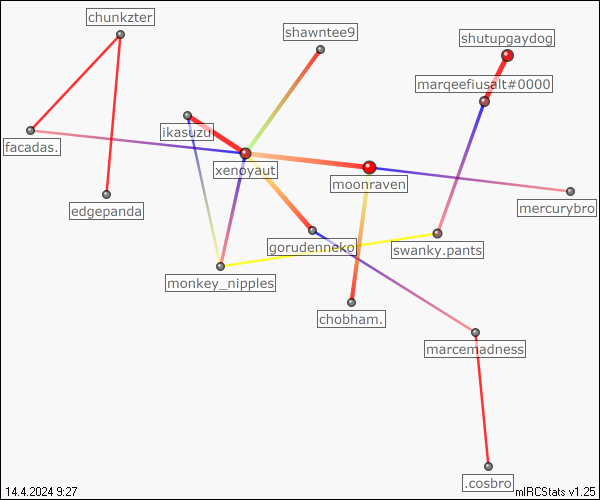 chunkzter
shawntee9
shutupgaydog
marqeefiusalt#0000
ikasuzu
facadas.
xenoyaut
moonraven
edgepanda
mercurybro
gorudenneko
swanky.pants
monkey_nipples
chobham.
marcemadness
.cosbro
14.4.2024 9:27
mIRCStats v1.25